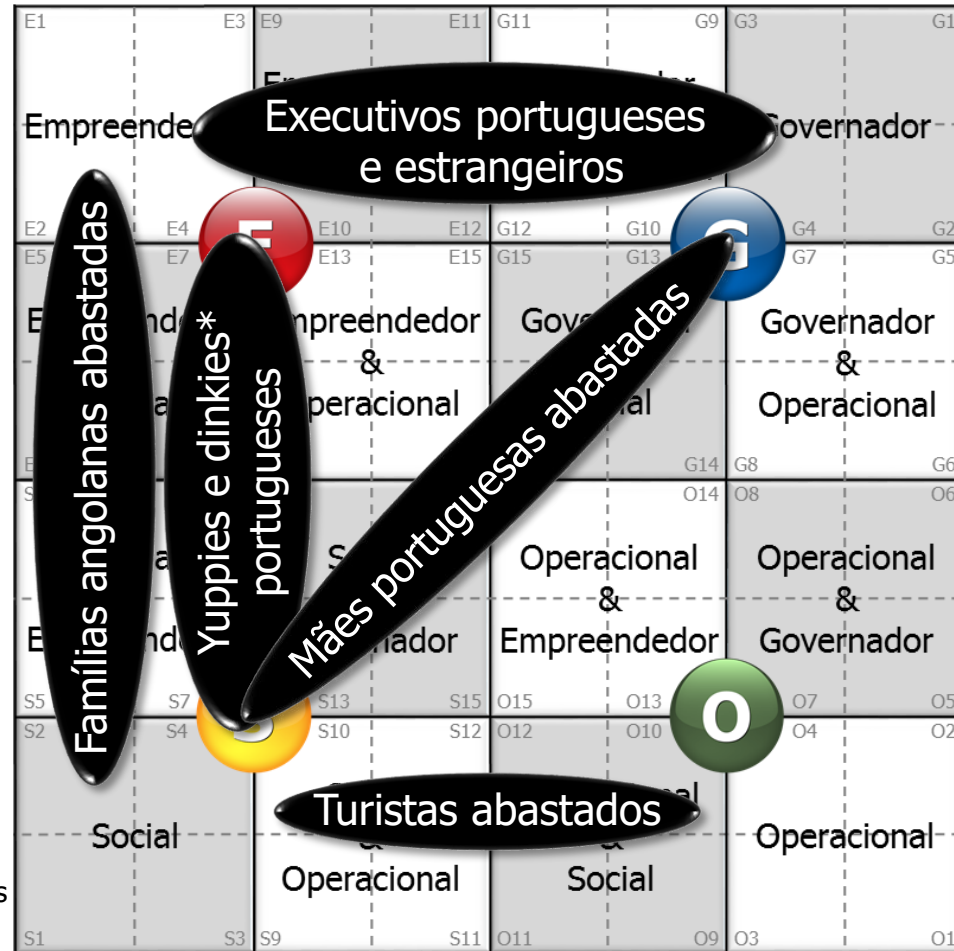 E1 E3 E9 E11 G11 G9 G3 G1
Executivos portugueses
e estrangeiros
Empreende
overnador
E2 E4 E10 E12 G12 G10 G4 G2
E5 E7 E13 E15 G15 G13 G7 G5
G
Famílias angolanas abastadas
Yuppies e dinkies*
portugueses
Mães portuguesas abastadas
mpreendedor
&
peracional
Governador
&
Operacional
G14 G8 G6
O14 O8 O6
Operacional
&
Empreendedor
Operacional
&
Governador
S5 S7 S13 S15 O15 O13 O7 O5
O
S2 S4 S10 S12 O12 O10 O4 O2
Turistas abastados
Social
Operacional
&
Social
Operacional
s
S1 S3 S9 S11 O11 O9 O3 O1